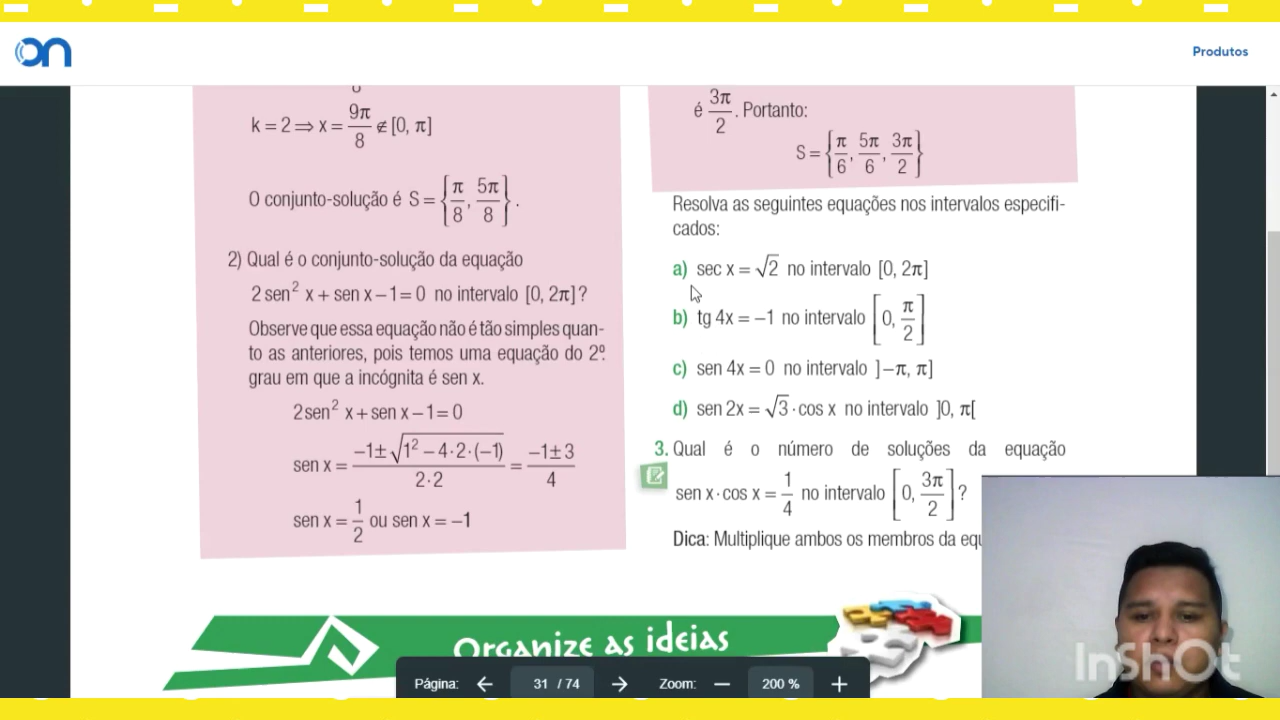 on
Produtos
k = 2 ⇒ x = 9π/8 ∉ [0, π]
O conjunto-solução é S = {π/8, 5π/8}.
2) Qual é o conjunto-solução da equação
2 sen² x + sen x – 1 = 0 no intervalo [0, 2π]?
Observe que essa equação não é tão simples quan-
to as anteriores, pois temos uma equação do 2º.
grau em que a incógnita é sen x.
2sen² x + sen x – 1 = 0
sen x = (–1 ± √(1² – 4·2·(–1)))/(2·2) = (–1 ± 3)/4
sen x = 1/2 ou sen x = –1
é 3π/2. Portanto:
S = {π/6, 5π/6, 3π/2}
Resolva as seguintes equações nos intervalos especifi-
cados:
a) sec x = √2 no intervalo [0, 2π]
b) tg 4x = –1 no intervalo [0, π/2]
c) sen 4x = 0 no intervalo ]–π, π]
d) sen 2x = √3 · cos x no intervalo ]0, π[
3. Qual é o número de soluções da equação
sen x · cos x = 1/4 no intervalo [0, 3π/2]?
Dica: Multiplique ambos os membros da equ
Organize as ideias
Página: ← 31 / 74 → Zoom: — 200 % +
InShOt